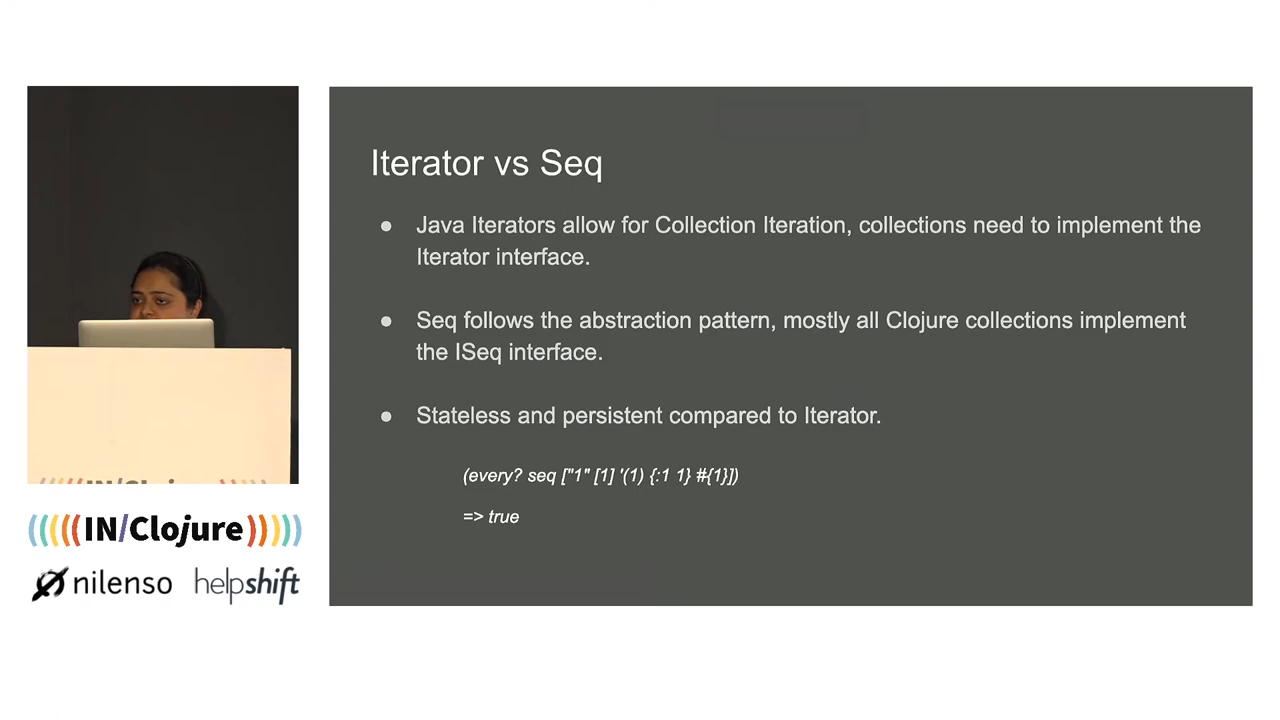 Iterator vs Seq
● Java Iterators allow for Collection Iteration, collections need to implement the
Iterator interface.
● Seq follows the abstraction pattern, mostly all Clojure collections implement
the ISeq interface.
● Stateless and persistent compared to Iterator.
(every? seq ["1" [1] '(1) {:1 1} #{1}])
=> true
((((( IN/Clojure )))))
nilenso helpshift